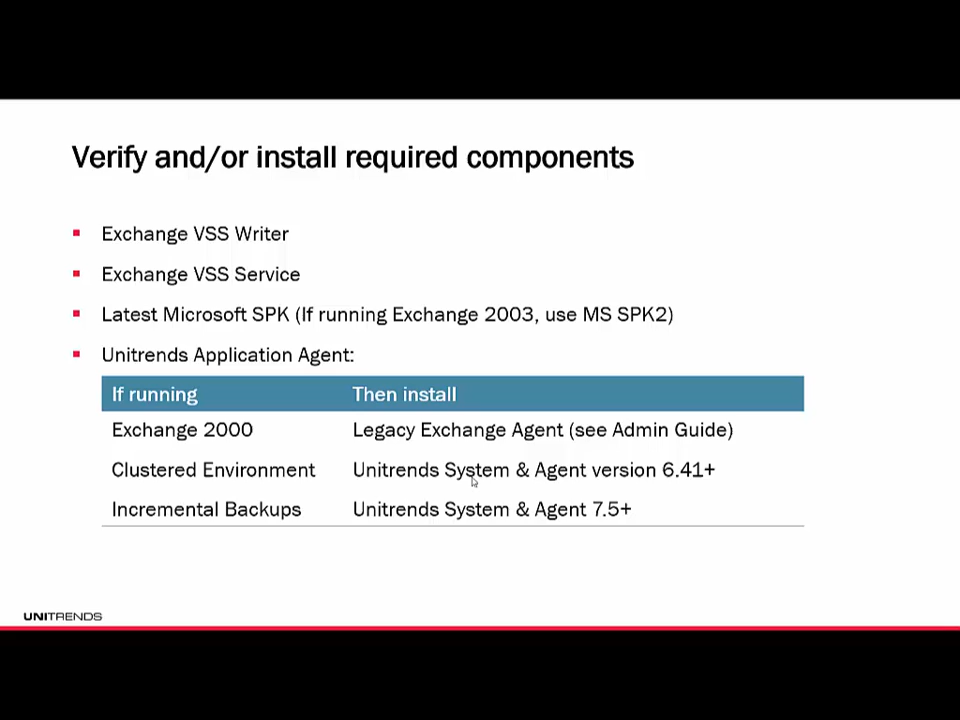 Verify and/or install required components
Exchange VSS Writer
Exchange VSS Service
Latest Microsoft SPK (If running Exchange 2003, use MS SPK2)
Unitrends Application Agent:
If running Then install
Exchange 2000 Legacy Exchange Agent (see Admin Guide)
Clustered Environment Unitrends System & Agent version 6.41+
Incremental Backups Unitrends System & Agent 7.5+
UNITRENDS